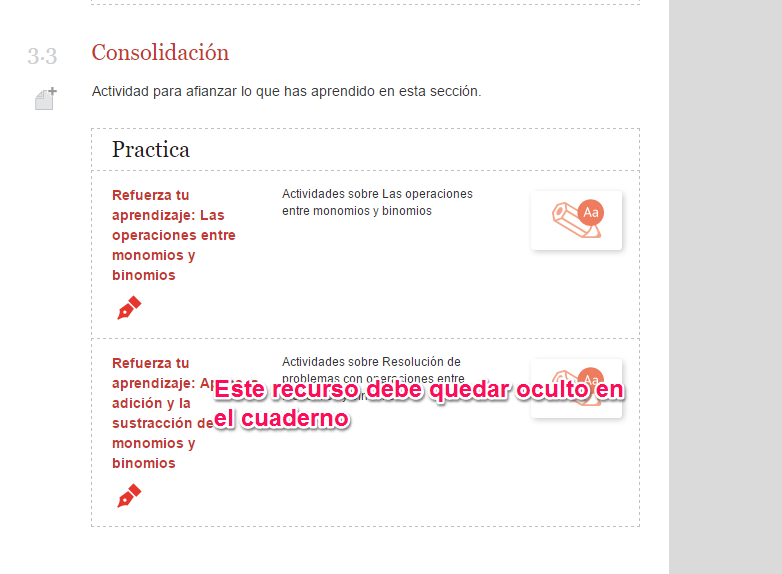 3.3
Consolidación
Actividad para afianzar lo que has aprendido en esta sección.
Practica
Refuerza tu
aprendizaje: Las
operaciones entre
monomios y
binomios
Actividades sobre Las operaciones
entre monomios y binomios
Aa
Refuerza tu
aprendizaje:
adición y la
sustracción de
monomios y
binomios
Actividades sobre Resolución de
problemas con operaciones entre
Aa
Este recurso debe quedar oculto en
el cuaderno